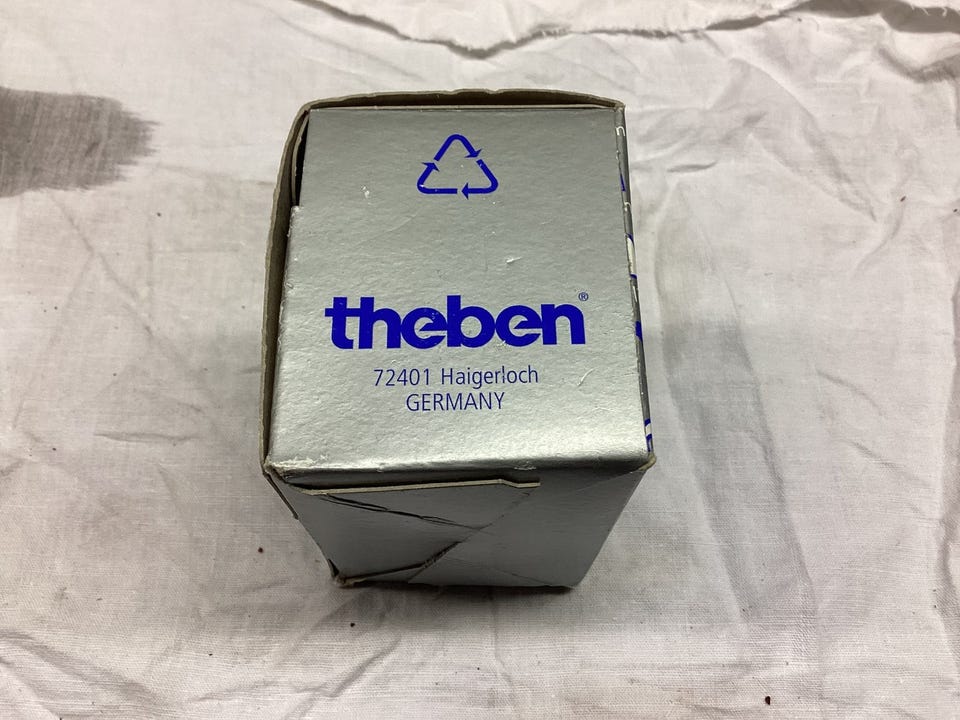 theben®
72401 Haigerloch
GERMANY